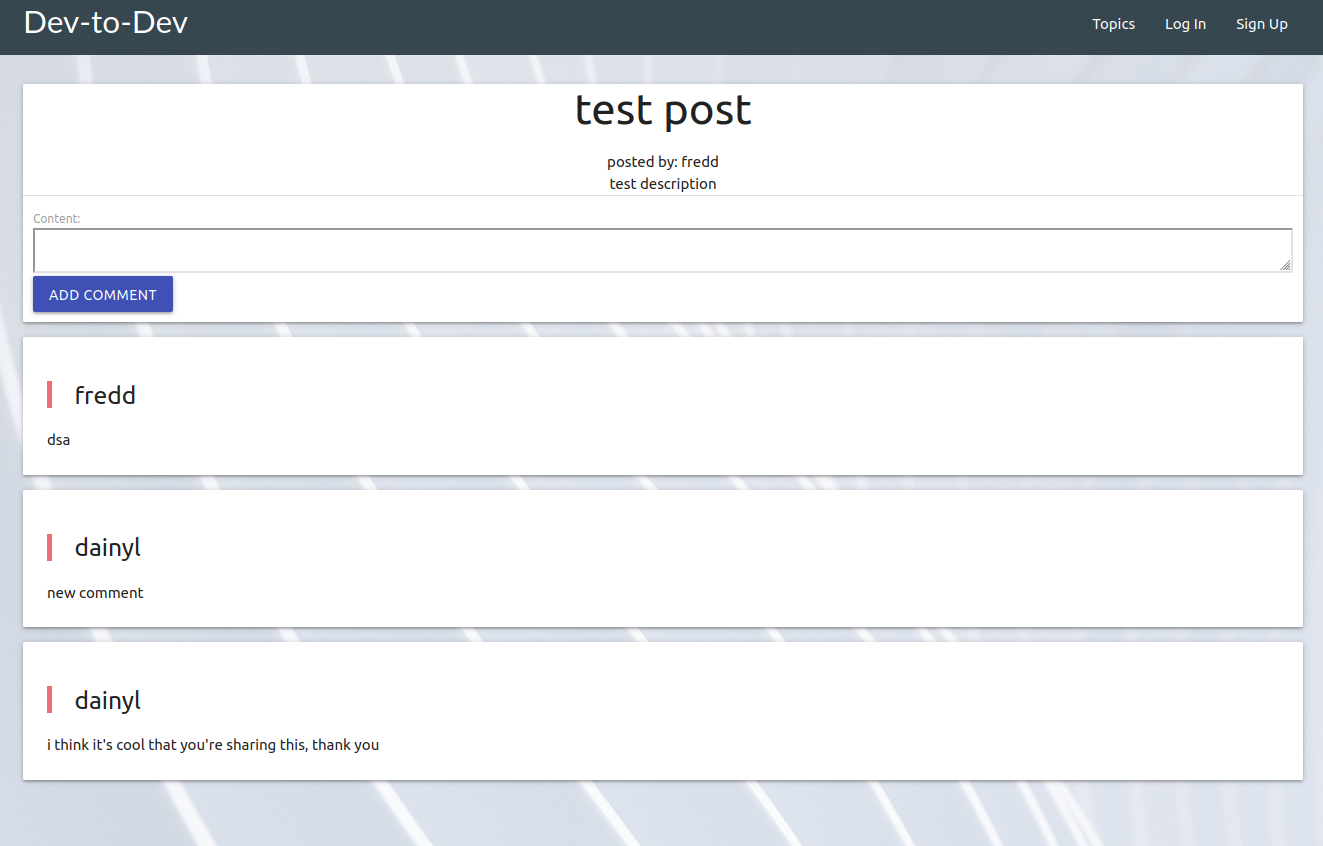 Dev-to-Dev
Topics Log In Sign Up
test post
posted by: fredd
test description
Content:
ADD COMMENT
fredd
dsa
dainyl
new comment
dainyl
i think it's cool that you're sharing this, thank you